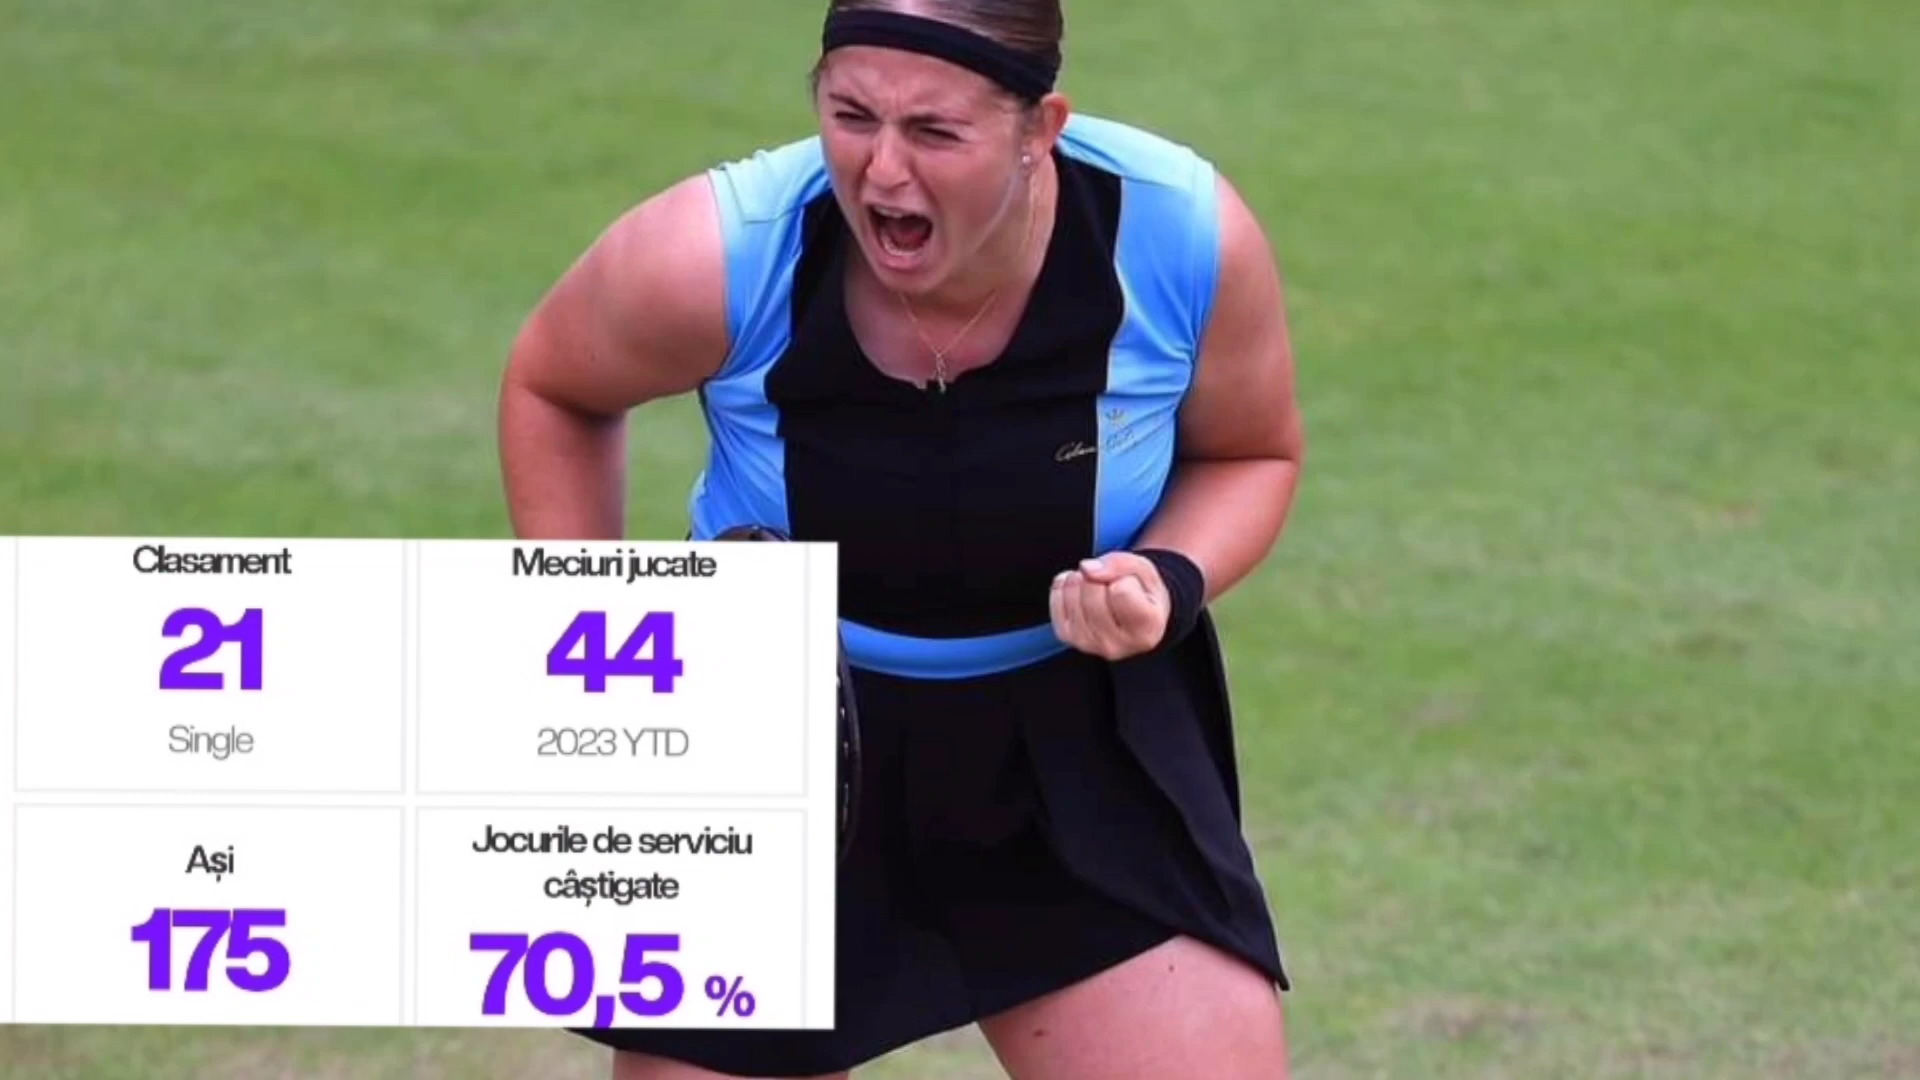 Clasament
21
Single
Meciuri jucate
44
2023 YTD
Ași
175
Jocurile de serviciu
câștigate
70,5 %